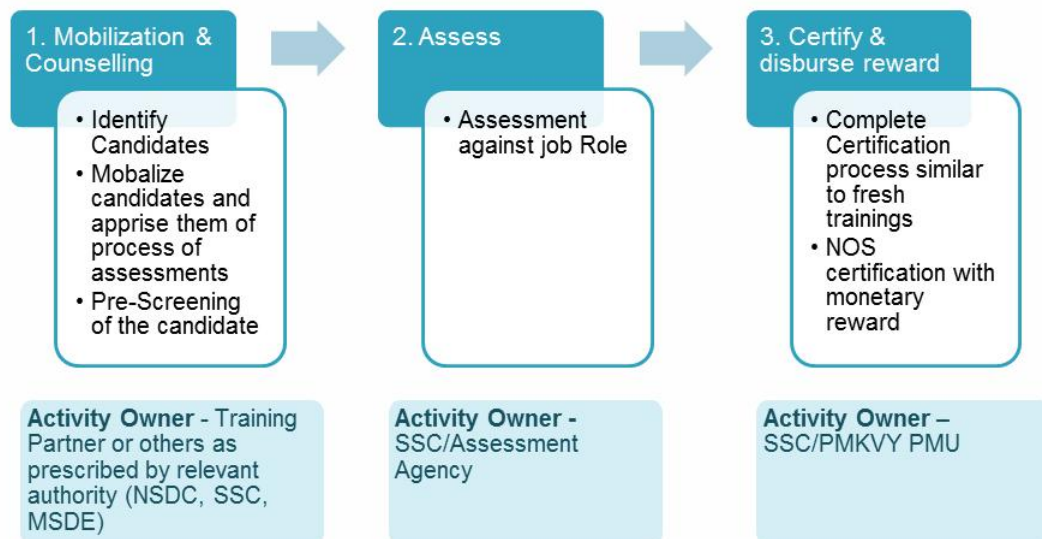 1. Mobilization &
Counselling
• Identify
Candidates
• Mobalize
candidates and
apprise them of
process of
assessments
• Pre-Screening
of the candidate
Activity Owner - Training
Partner or others as
prescribed by relevant
authority (NSDC, SSC,
MSDE)
2. Assess
• Assessment
against job Role
Activity Owner -
SSC/Assessment
Agency
3. Certify &
disburse reward
• Complete
Certification
process similar
to fresh
trainings
• NOS
certification with
monetary
reward
Activity Owner –
SSC/PMKVY PMU